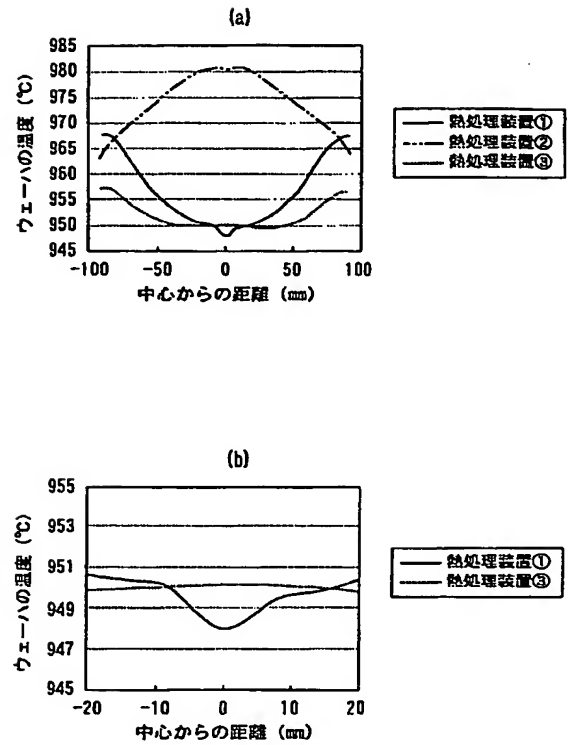 (a)
ウェーハの温度 (℃)
985
980
975
970
965
960
955
950
945
-100
-50
0
50
100
中心からの距離 (mm)
熱処理装置①
熱処理装置②
熱処理装置③
(b)
ウェーハの温度 (℃)
955
953
951
949
947
945
-20
-10
0
10
20
中心からの距離 (mm)
熱処理装置①
熱処理装置③